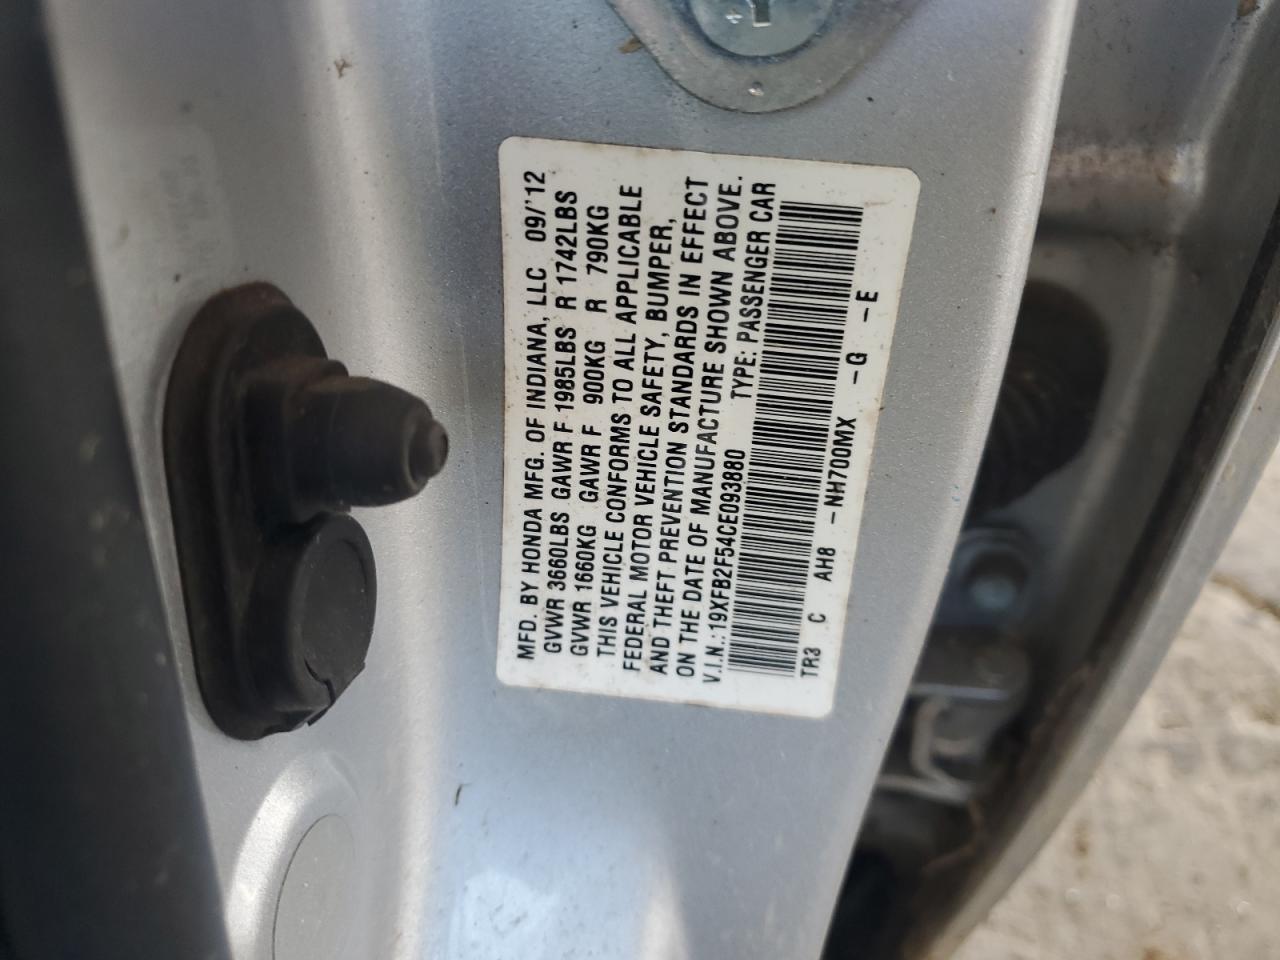 MFD. BY HONDA MFG. OF INDIANA, LLC 09/'12
GVWR 3660LBS GAWR F 1985LBS R 1742LBS
GVWR 1660KG GAWR F 900KG R 790KG
THIS VEHICLE CONFORMS TO ALL APPLICABLE
FEDERAL MOTOR VEHICLE SAFETY, BUMPER,
AND THEFT PREVENTION STANDARDS IN EFFECT
ON THE DATE OF MANUFACTURE SHOWN ABOVE.
V.I.N.: 19XFB2F54CE093880 TYPE: PASSENGER CAR
TR3 C AH8 -NH700MX -G -E